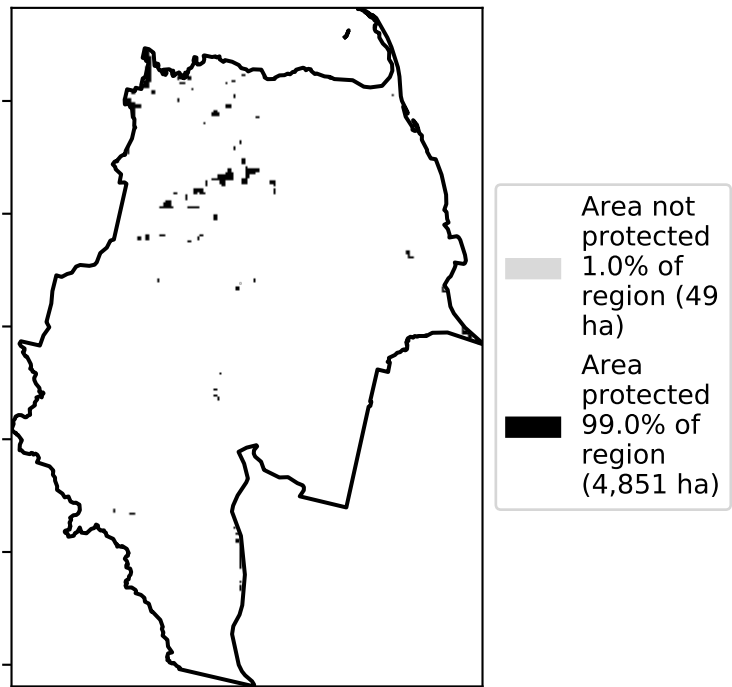 Area not
protected
1.0% of
region (49
ha)
Area
protected
99.0% of
region
(4,851 ha)